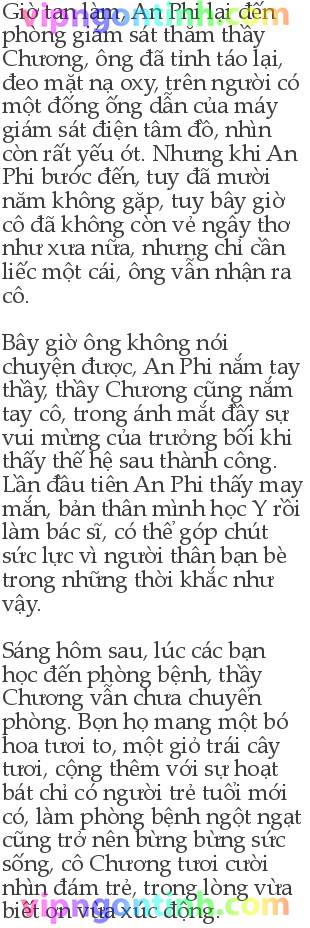 Giờ tan làm, An Phi lại đến
phòng giám sát thăm thầy
Chương, ông đã tỉnh táo lại,
đeo mặt nạ oxy, trên người có
một đống ống dẫn của máy
giám sát điện tâm đồ, nhìn
còn rất yếu ớt. Nhưng khi An
Phi bước đến, tuy đã mười
năm không gặp, tuy bây giờ
cô đã không còn vẻ ngây thơ
như xưa nữa, nhưng chỉ cần
liếc một cái, ông vẫn nhận ra
cô.
Bây giờ ông không nói
chuyện được, An Phi nắm tay
thầy, thầy Chương cũng nắm
tay cô, trong ánh mắt đầy sự
vui mừng của trưởng bối khi
thấy thế hệ sau thành công.
Lần đầu tiên An Phi thấy may
mắn, bản thân mình học Y rồi
làm bác sĩ, có thể góp chút
sức lực vì người thân bạn bè
trong những thời khắc như
vậy.
Sáng hôm sau, lúc các bạn
học đến phòng bệnh, thầy
Chương vẫn chưa chuyển
phòng. Bọn họ mang một bó
hoa tươi to, một giỏ trái cây
tươi, cộng thêm với sự hoạt
bát chỉ có người trẻ tuổi mới
có, làm phòng bệnh ngột ngạt
cũng trở nên bừng bừng sức
sống, cô Chương tươi cười
nhìn đám trẻ, trong lòng vừa
biết ơn vừa xúc động.
vipngontinh.com
vipngontinh.com